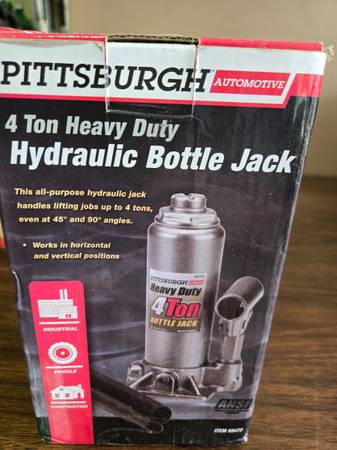 PITTSBURGH AUTOMOTIVE
4 Ton Heavy Duty
Hydraulic Bottle Jack
This all-purpose hydraulic jack
handles lifting jobs up to 4 tons,
even at 45° and 90° angles.
• Works in horizontal
and vertical positions
INDUSTRIAL
VEHICLE
CONSTRUCTION
PITTSBURGH
Heavy Duty
4 Ton
BOTTLE JACK
ANSI
ITEM 66472